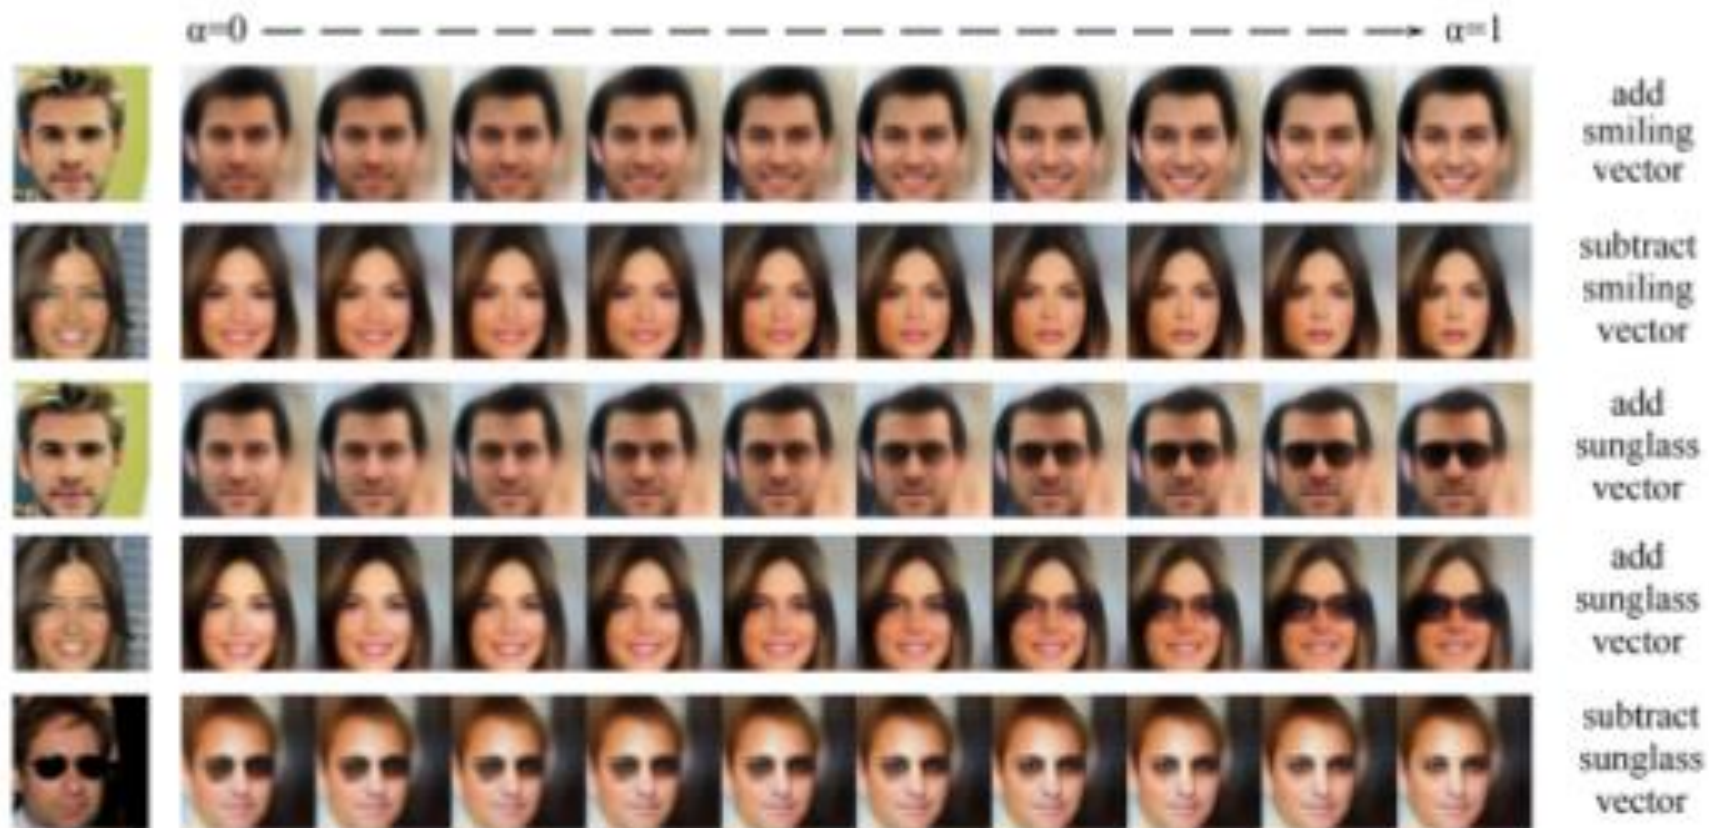 α=0 α=1
add
smiling
vector
subtract
smiling
vector
add
sunglass
vector
add
sunglass
vector
subtract
sunglass
vector